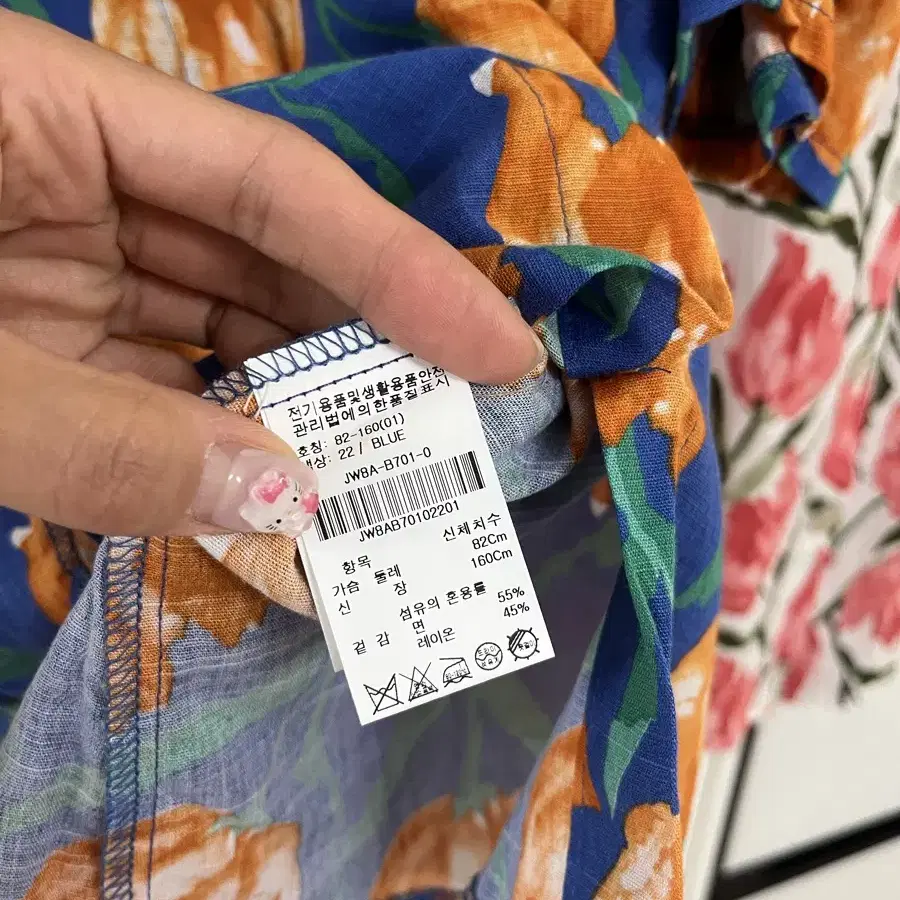 전기용품및생활용품안전
관리법에의한품질표시
호칭: 82-160(01)
색상: 22 / BLUE
JW8A-B701-0
JW8AB70102201
항목 신체치수
가슴 둘레 82Cm
신 장 160Cm
섬유의 혼용률
겉감 면 55%
레이온 45%